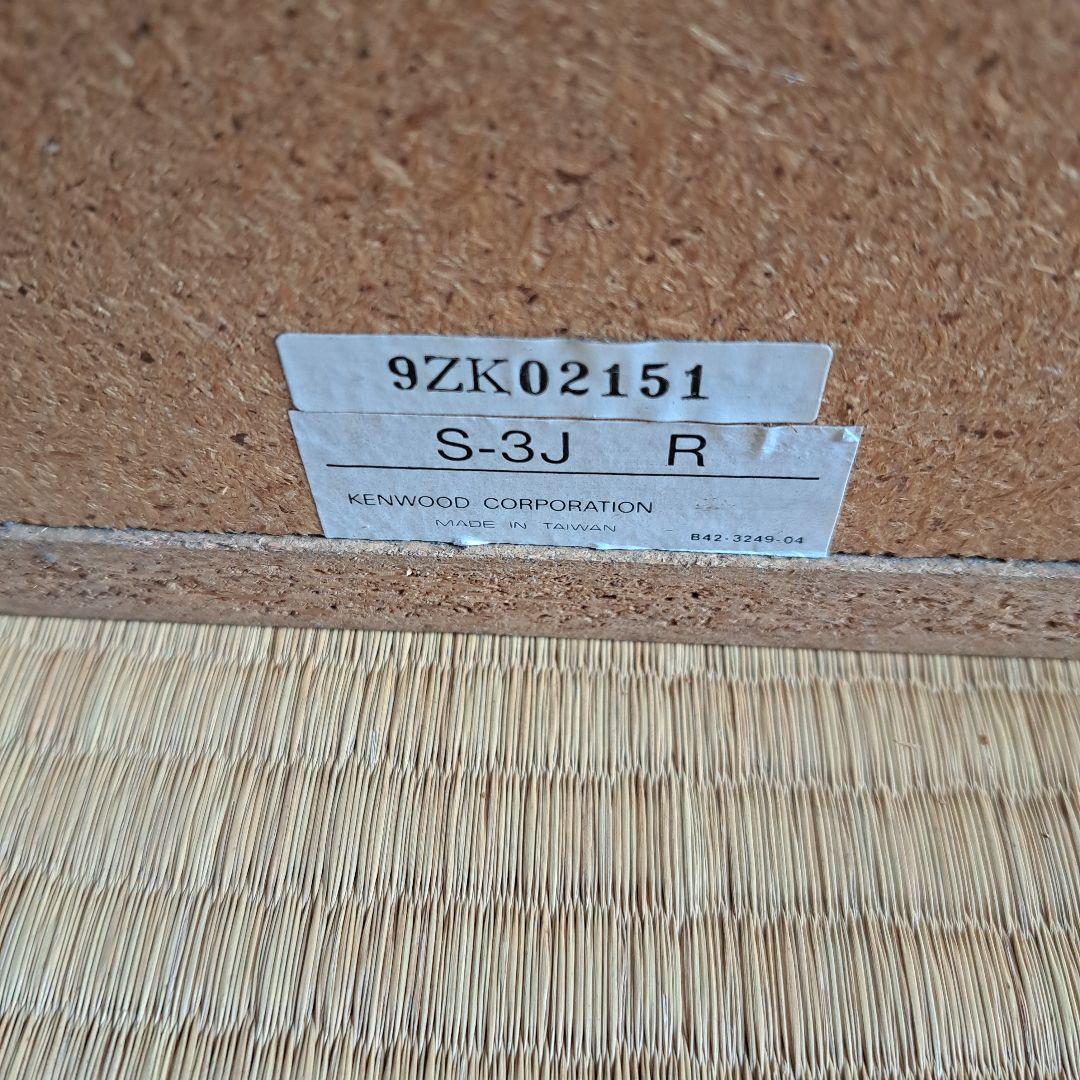 9ZK02151
S-3J R
KENWOOD CORPORATION
MADE IN TAIWAN
B42-3249-04